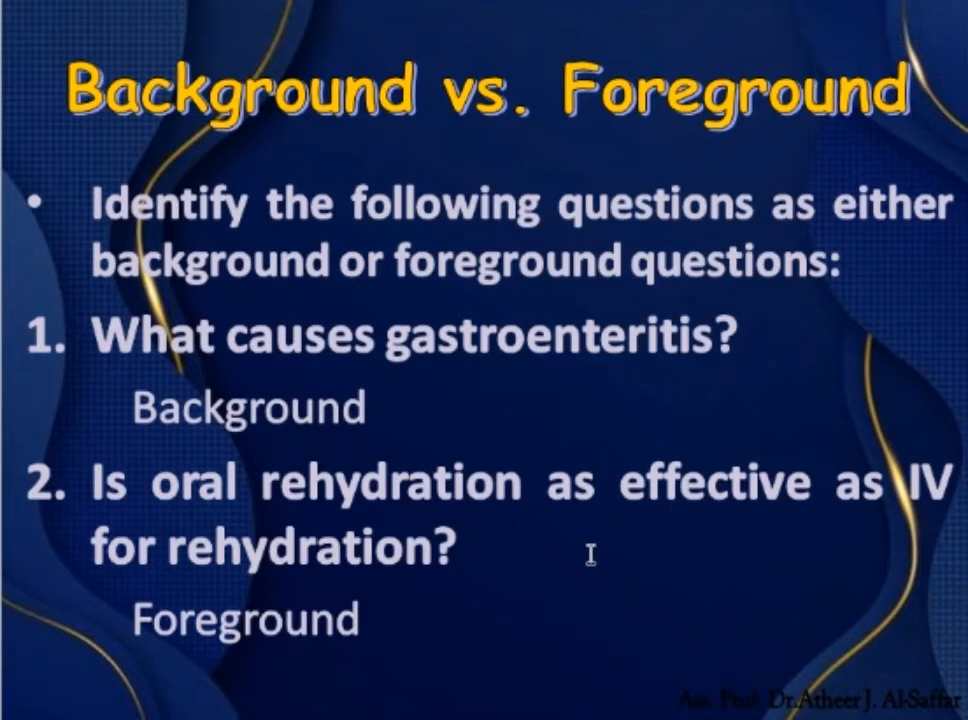 Background vs. Foreground
• Identify the following questions as either
background or foreground questions:
1. What causes gastroenteritis?
Background
2. Is oral rehydration as effective as IV
for rehydration?
Foreground
Ass. Prof. Dr.Atheer J. Al-Saffar